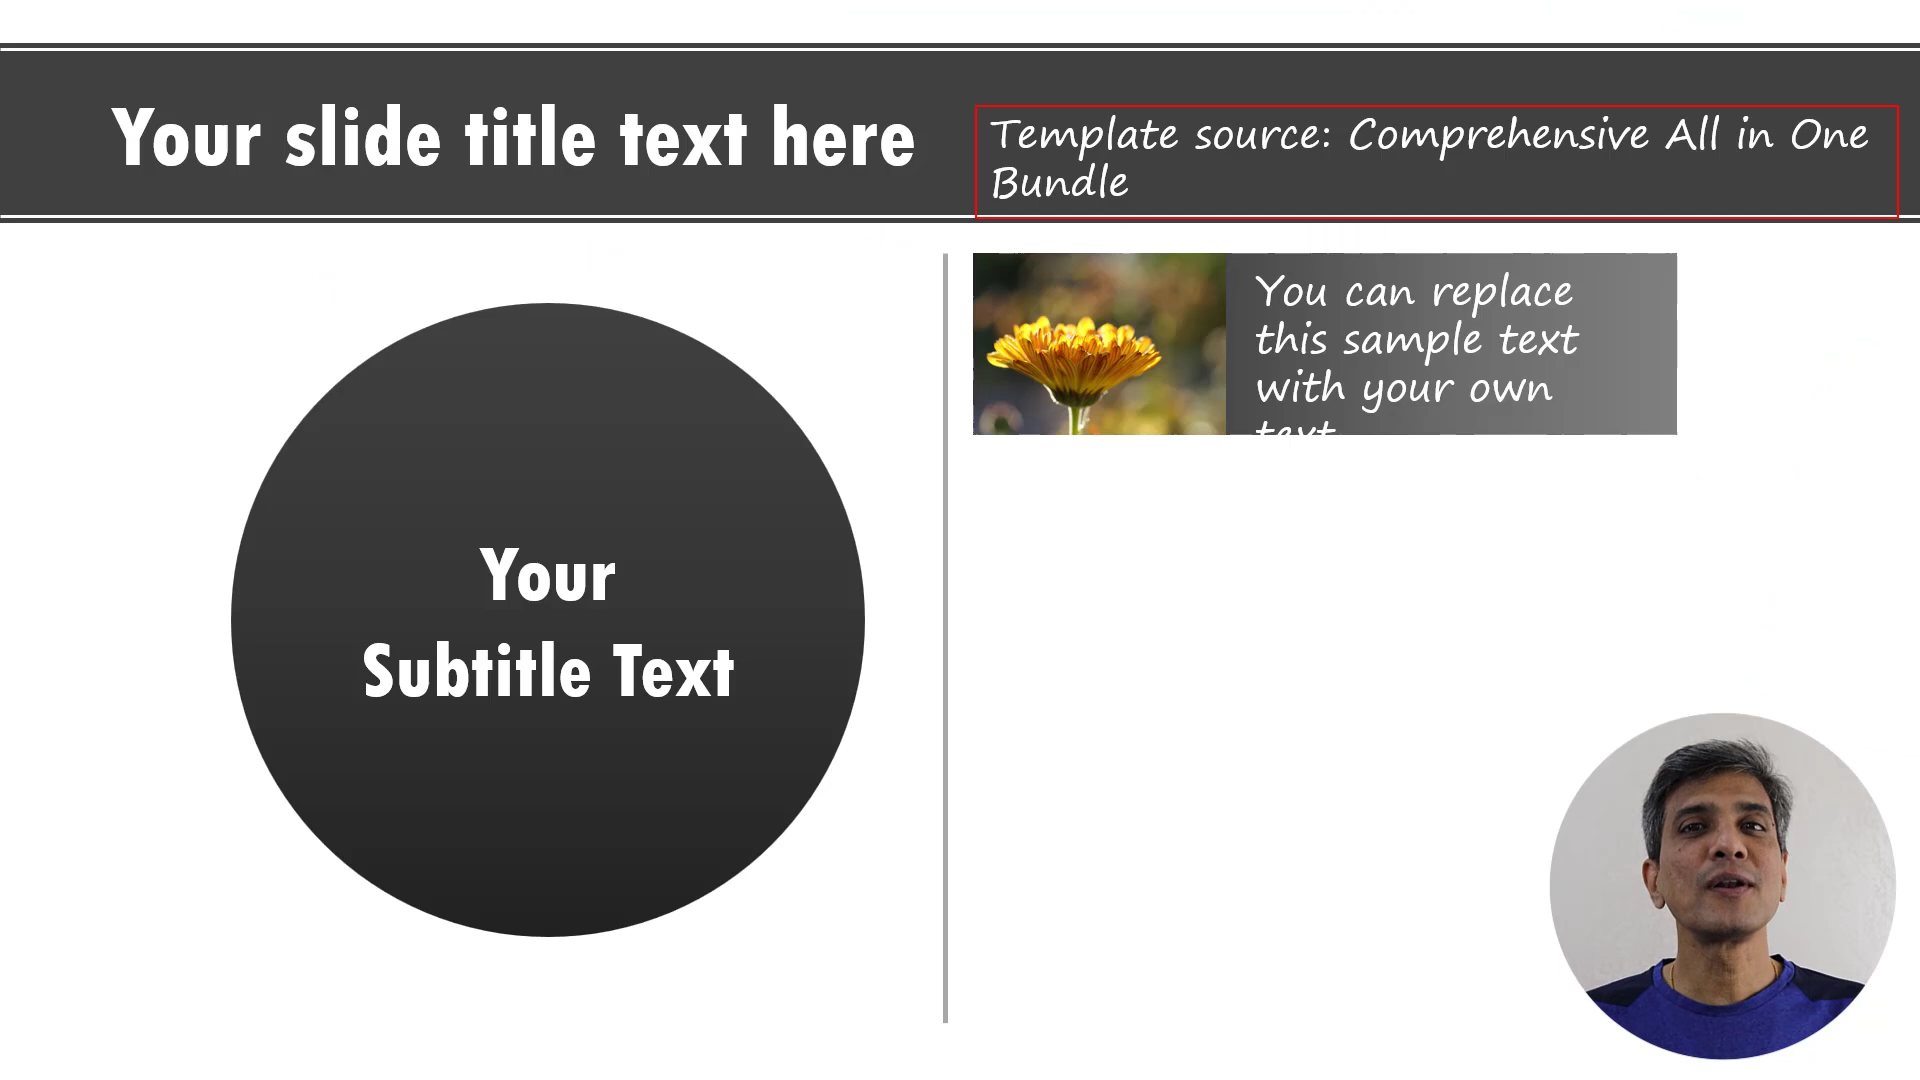 Your slide title text here
Template source: Comprehensive All in One
Bundle
You can replace
this sample text
with your own
text
Your
Subtitle Text